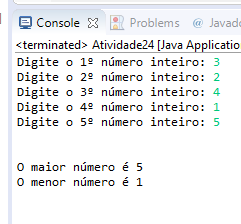 Console Problems @ Javadoc
<terminated> Atividade24 [Java Applicatio
Digite o 1º número inteiro: 3
Digite o 2º número inteiro: 2
Digite o 3º número inteiro: 4
Digite o 4º número inteiro: 1
Digite o 5º número inteiro: 5
O maior número é 5
O menor número é 1